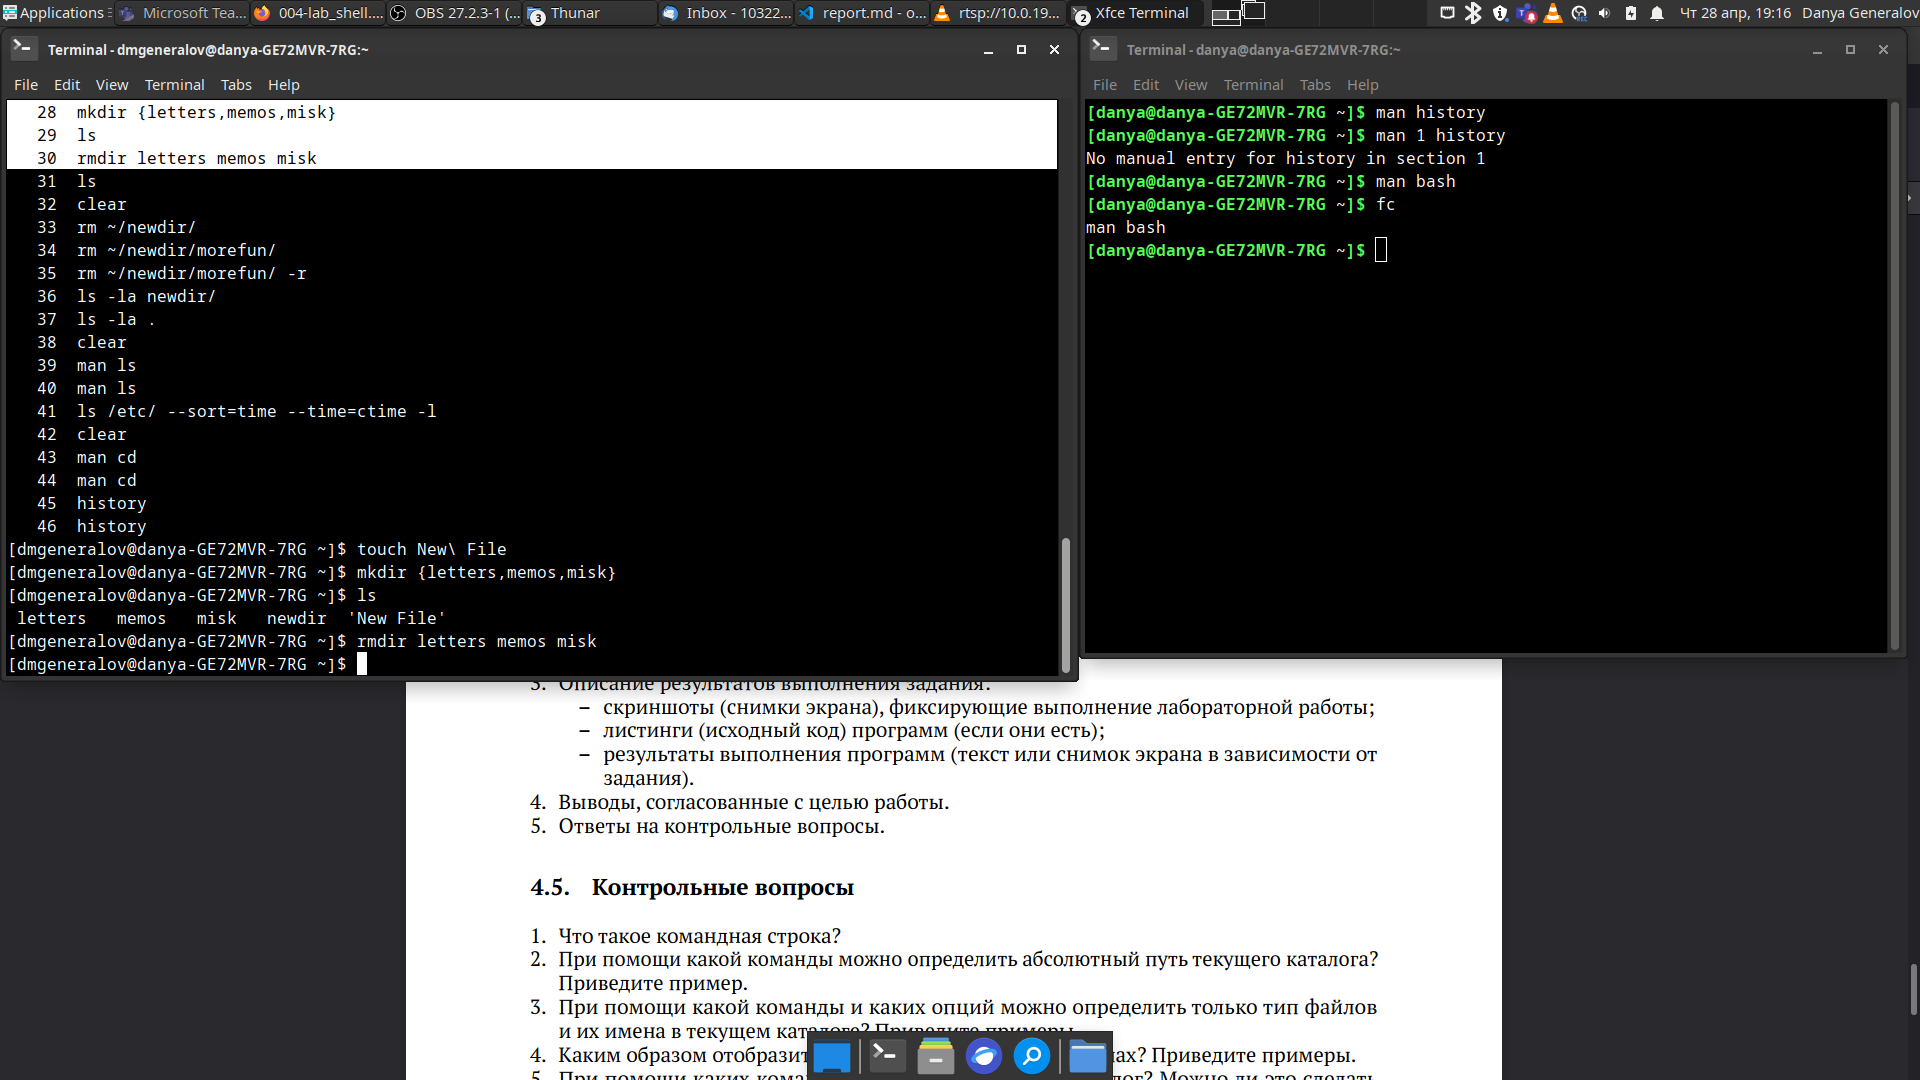 Applications
Microsoft Tea...
004-lab_shell....
OBS 27.2.3-1 (...
3
Thunar
Inbox - 10322...
report.md - o...
rtsp://10.0.19...
2
Xfce Terminal
Чт 28 апр, 19:16
Danya Generalov
Terminal - dmgeneralov@danya-GE72MVR-7RG:~
File Edit View Terminal Tabs Help
28 mkdir {letters,memos,misk}
29 ls
30 rmdir letters memos misk
31 ls
32 clear
33 rm ~/newdir/
34 rm ~/newdir/morefun/
35 rm ~/newdir/morefun/ -r
36 ls -la newdir/
37 ls -la .
38 clear
39 man ls
40 man ls
41 ls /etc/ --sort=time --time=ctime -l
42 clear
43 man cd
44 man cd
45 history
46 history
[dmgeneralov@danya-GE72MVR-7RG ~]$ touch New\ File
[dmgeneralov@danya-GE72MVR-7RG ~]$ mkdir {letters,memos,misk}
[dmgeneralov@danya-GE72MVR-7RG ~]$ ls
letters memos misk newdir 'New File'
[dmgeneralov@danya-GE72MVR-7RG ~]$ rmdir letters memos misk
[dmgeneralov@danya-GE72MVR-7RG ~]$
Terminal - danya@danya-GE72MVR-7RG:~
File Edit View Terminal Tabs Help
[danya@danya-GE72MVR-7RG ~]$ man history
[danya@danya-GE72MVR-7RG ~]$ man 1 history
No manual entry for history in section 1
[danya@danya-GE72MVR-7RG ~]$ man bash
[danya@danya-GE72MVR-7RG ~]$ fc
man bash
[danya@danya-GE72MVR-7RG ~]$
3. Описание результатов выполнения задания:
– скриншоты (снимки экрана), фиксирующие выполнение лабораторной работы;
– листинги (исходный код) программ (если они есть);
– результаты выполнения программ (текст или снимок экрана в зависимости от
задания).
4. Выводы, согласованные с целью работы.
5. Ответы на контрольные вопросы.
4.5. Контрольные вопросы
1. Что такое командная строка?
2. При помощи какой команды можно определить абсолютный путь текущего каталога?
Приведите пример.
3. При помощи какой команды и каких опций можно определить только тип файлов
и их имена в текущем каталоге? Приведите примеры.
4. Каким образом отобразит ах? Приведите примеры.
5. При помощи каких кома лог? Можно ли это сделать